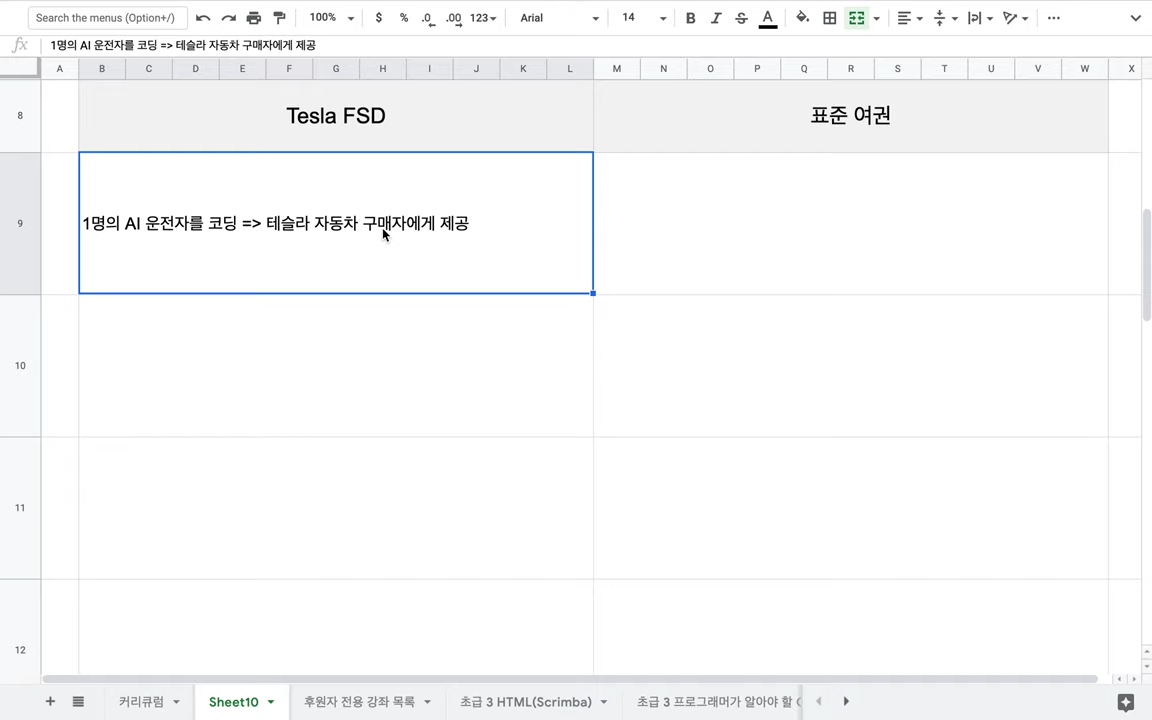 Search the menus (Option+/)
100%
$ % .0 .00 123
Arial
14
B I S A
fx 1명의 AI 운전자를 코딩 => 테슬라 자동차 구매자에게 제공
A B C D E F G H I J K L M N O P Q R S T U V W X
8 Tesla FSD 표준 여권
9 1명의 AI 운전자를 코딩 => 테슬라 자동차 구매자에게 제공
10
11
12
커리큘럼 Sheet10 후원자 전용 강좌 목록 초급 3 HTML(Scrimba) 초급 3 프로그래머가 알아야 할